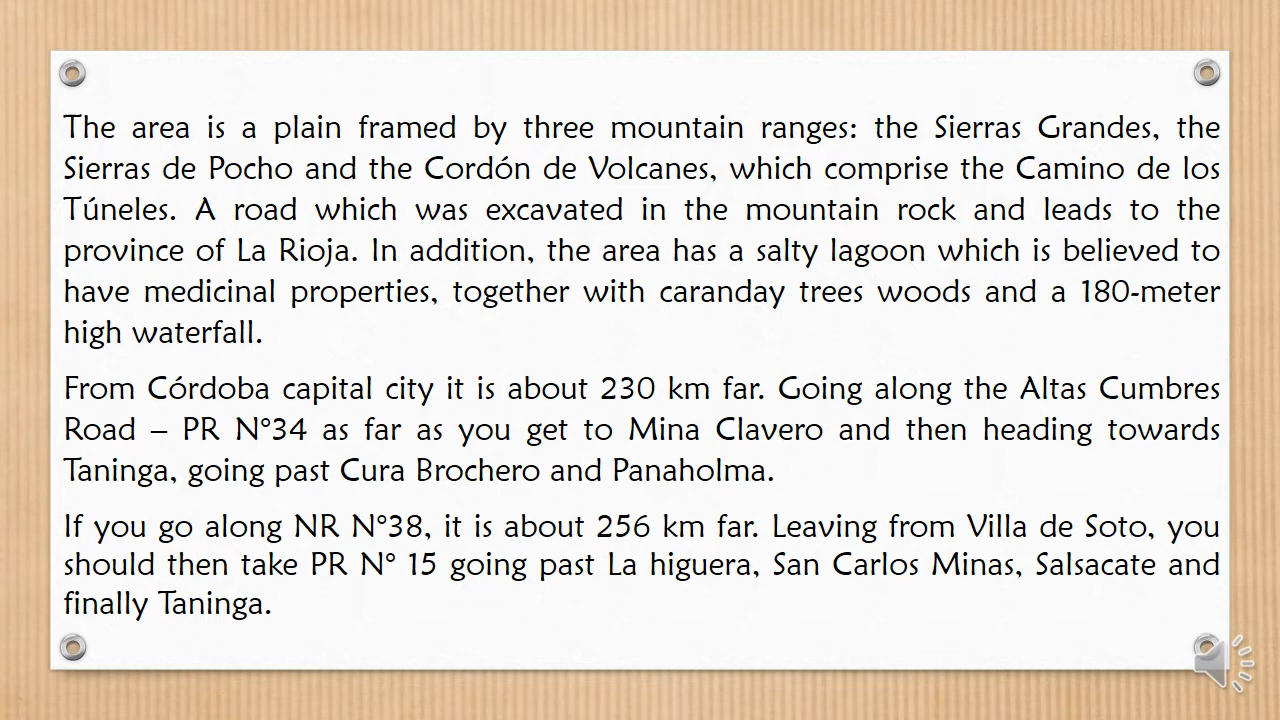 The area is a plain framed by three mountain ranges: the Sierras Grandes, the
Sierras de Pocho and the Cordón de Volcanes, which comprise the Camino de los
Túneles. A road which was excavated in the mountain rock and leads to the
province of La Rioja. In addition, the area has a salty lagoon which is believed to
have medicinal properties, together with caranday trees woods and a 180-meter
high waterfall.
From Córdoba capital city it is about 230 km far. Going along the Altas Cumbres
Road – PR N°34 as far as you get to Mina Clavero and then heading towards
Taninga, going past Cura Brochero and Panaholma.
If you go along NR N°38, it is about 256 km far. Leaving from Villa de Soto, you
should then take PR N° 15 going past La higuera, San Carlos Minas, Salsacate and
finally Taninga.